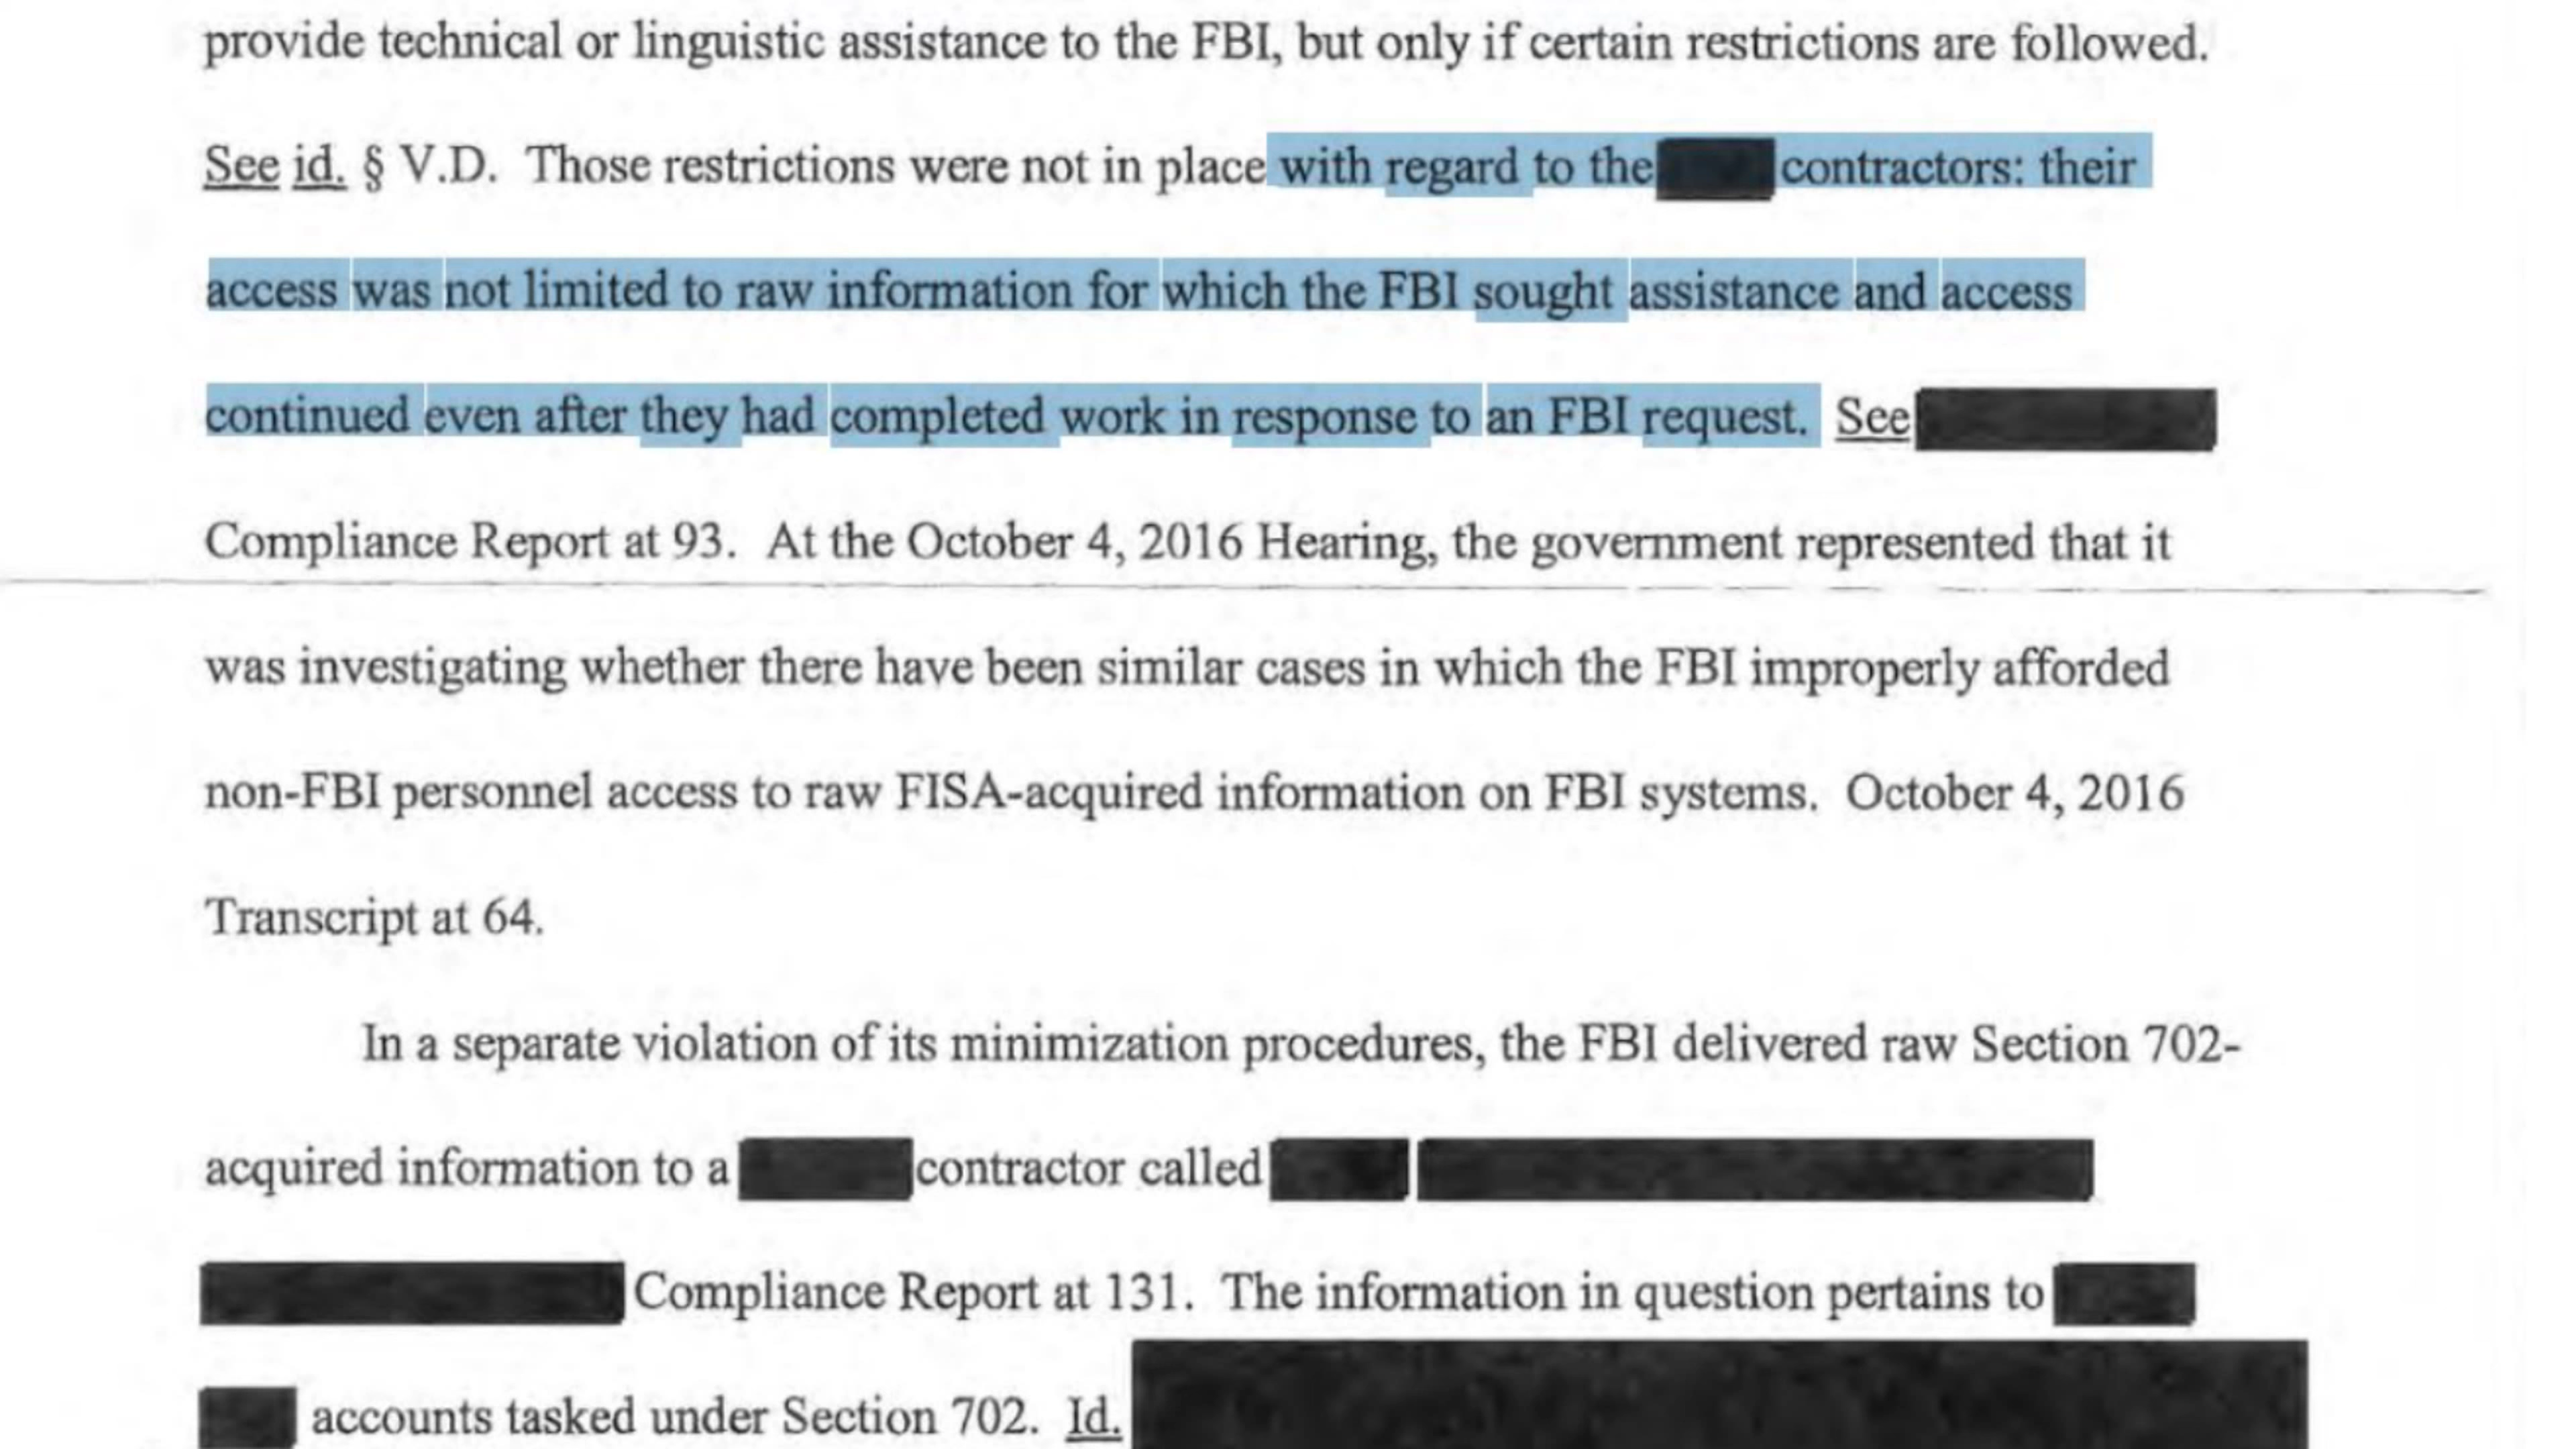 provide technical or linguistic assistance to the FBI, but only if certain restrictions are followed.
See id. § V.D. Those restrictions were not in place with regard to the contractors: their
access was not limited to raw information for which the FBI sought assistance and access
continued even after they had completed work in response to an FBI request. See
Compliance Report at 93. At the October 4, 2016 Hearing, the government represented that it
was investigating whether there have been similar cases in which the FBI improperly afforded
non-FBI personnel access to raw FISA-acquired information on FBI systems. October 4, 2016
Transcript at 64.
In a separate violation of its minimization procedures, the FBI delivered raw Section 702-
acquired information to a contractor called
Compliance Report at 131. The information in question pertains to
accounts tasked under Section 702. Id.